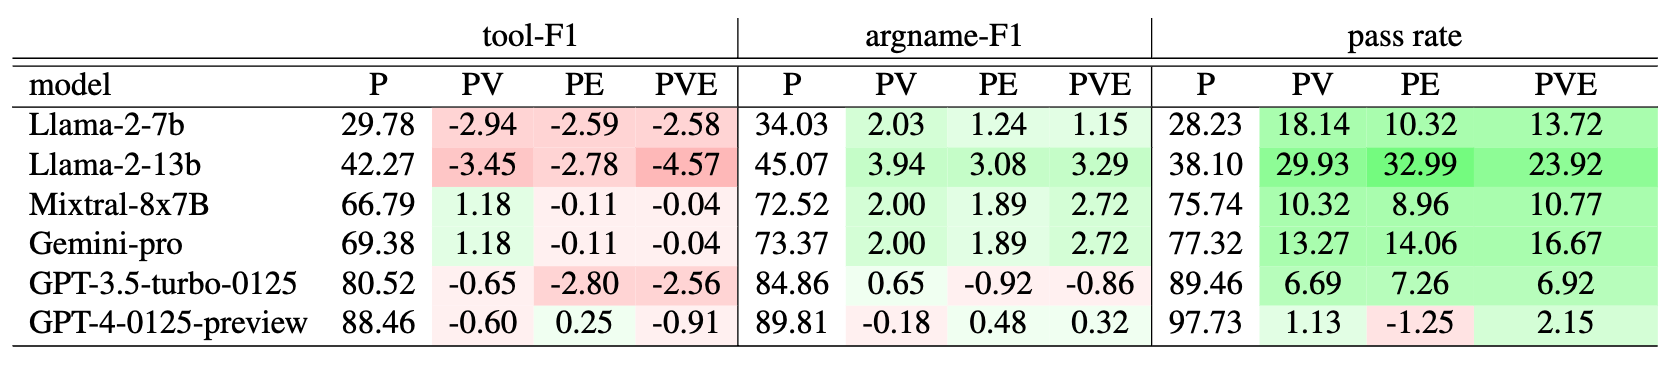 tool-F1 argname-F1 pass rate
model P PV PE PVE P PV PE PVE P PV PE PVE
Llama-2-7b 29.78 -2.94 -2.59 -2.58 34.03 2.03 1.24 1.15 28.23 18.14 10.32 13.72
Llama-2-13b 42.27 -3.45 -2.78 -4.57 45.07 3.94 3.08 3.29 38.10 29.93 32.99 23.92
Mixtral-8x7B 66.79 1.18 -0.11 -0.04 72.52 2.00 1.89 2.72 75.74 10.32 8.96 10.77
Gemini-pro 69.38 1.18 -0.11 -0.04 73.37 2.00 1.89 2.72 77.32 13.27 14.06 16.67
GPT-3.5-turbo-0125 80.52 -0.65 -2.80 -2.56 84.86 0.65 -0.92 -0.86 89.46 6.69 7.26 6.92
GPT-4-0125-preview 88.46 -0.60 0.25 -0.91 89.81 -0.18 0.48 0.32 97.73 1.13 -1.25 2.15